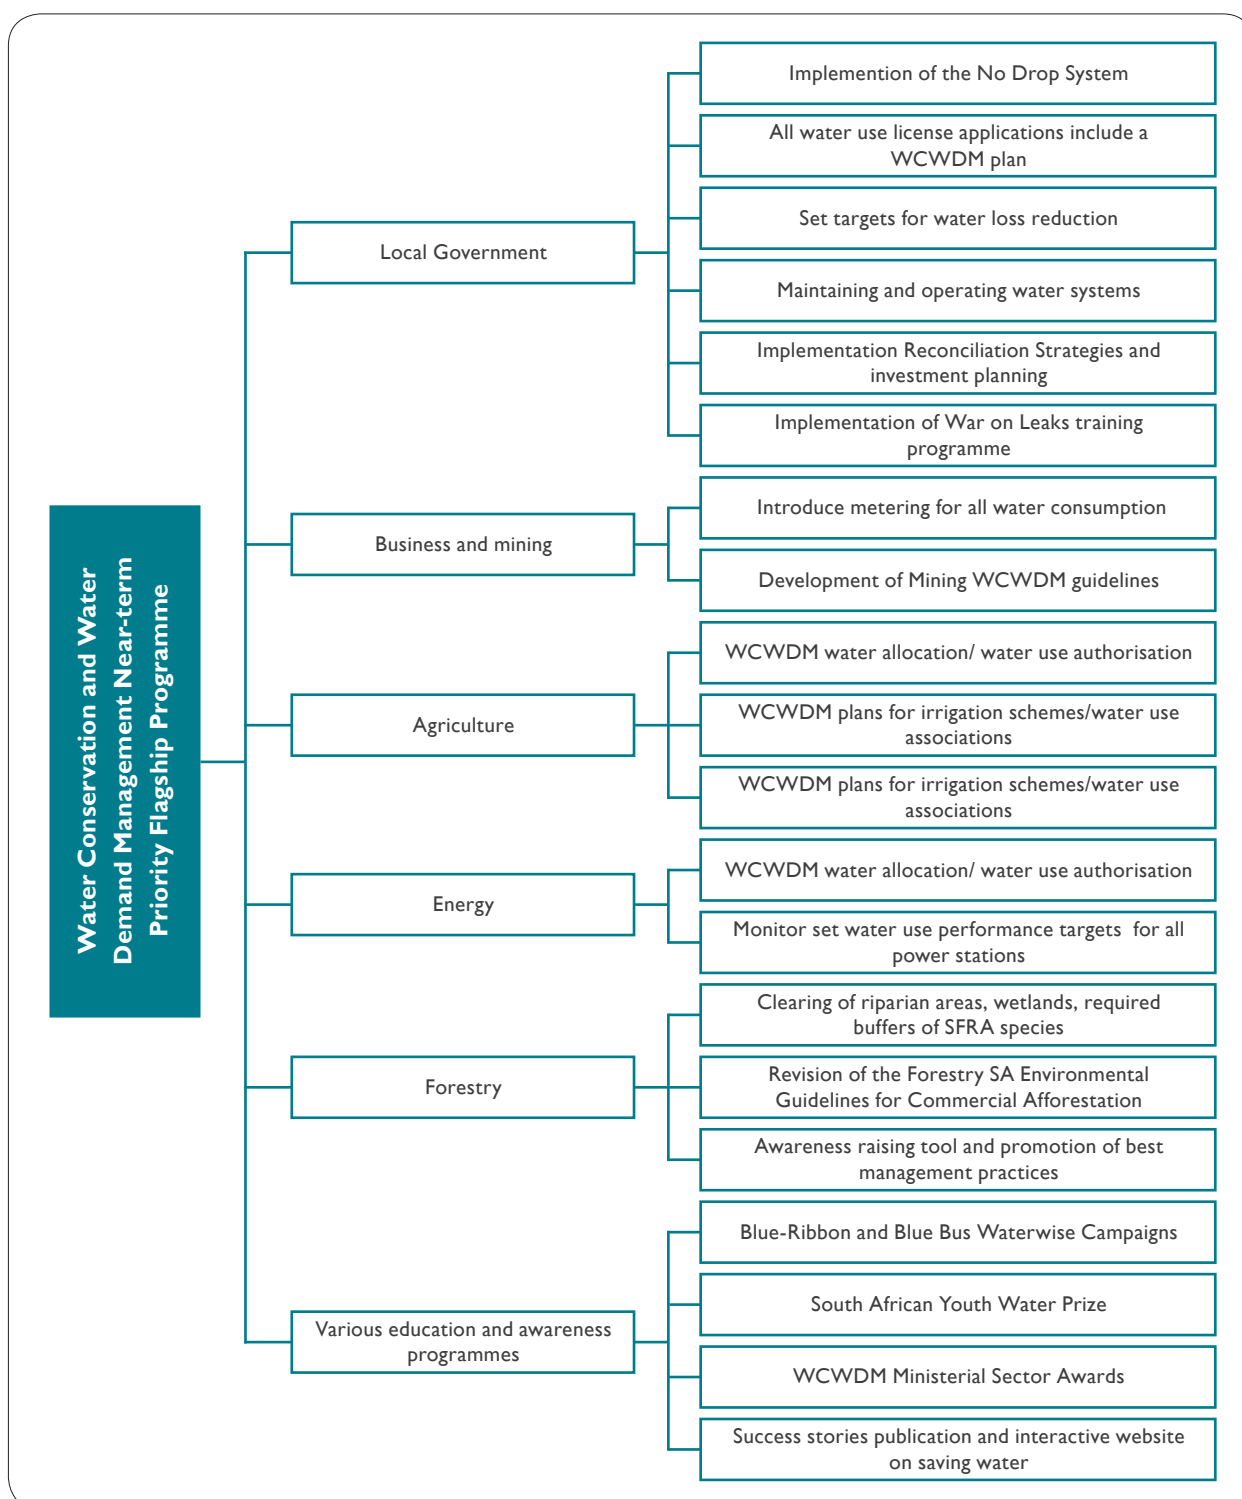 Water Conservation and Water
Demand Management Near-term
Priority Flagship Programme
Local Government
Implemention of the No Drop System
All water use license applications include a
WCWDM plan
Set targets for water loss reduction
Maintaining and operating water systems
Implementation Reconciliation Strategies and
investment planning
Implementation of War on Leaks training
programme
Business and mining
Introduce metering for all water consumption
Development of Mining WCWDM guidelines
Agriculture
WCWDM water allocation/ water use authorisation
WCWDM plans for irrigation schemes/water use
associations
WCWDM plans for irrigation schemes/water use
associations
Energy
WCWDM water allocation/ water use authorisation
Monitor set water use performance targets for all
power stations
Forestry
Clearing of riparian areas, wetlands, required
buffers of SFRA species
Revision of the Forestry SA Environmental
Guidelines for Commercial Afforestation
Awareness raising tool and promotion of best
management practices
Various education and awareness
programmes
Blue-Ribbon and Blue Bus Waterwise Campaigns
South African Youth Water Prize
WCWDM Ministerial Sector Awards
Success stories publication and interactive website
on saving water